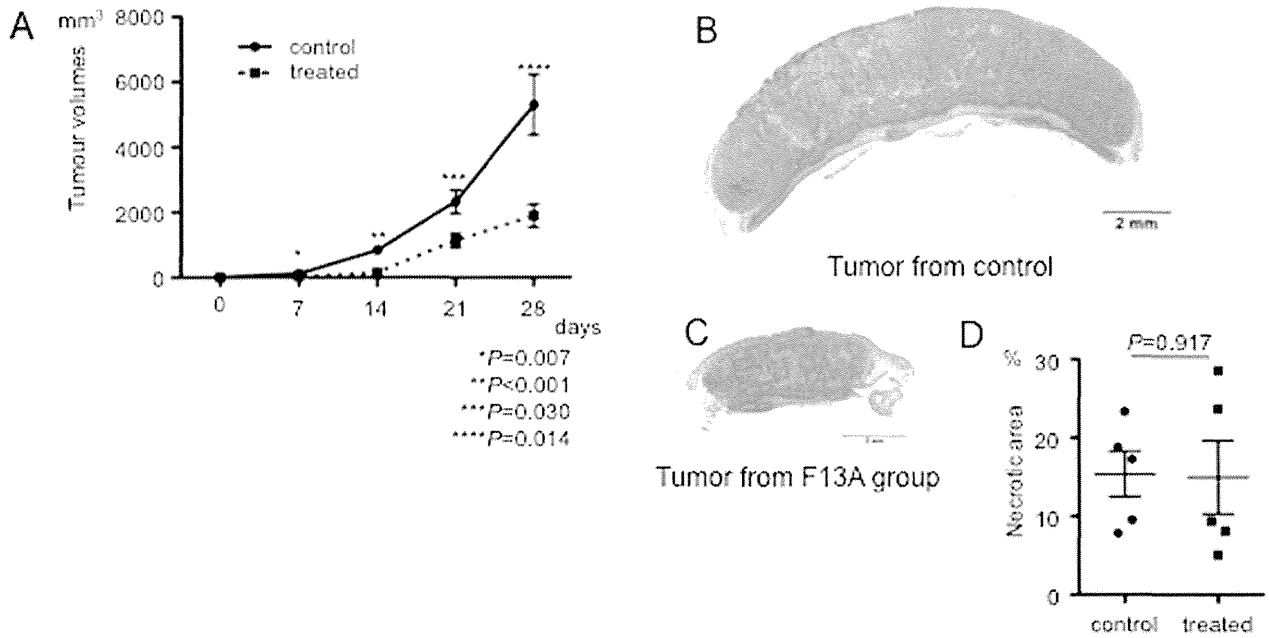 A
mm³
8000
6000
4000
2000
0
Tumour volumes
control
treated
*
**
***
****
0 7 14 21 28
days
*P=0.007
**P<0.001
***P=0.030
****P=0.014
B
2 mm
Tumor from control
C
Tumor from F13A group
D
P=0.917
%
30
20
10
0
Necrotic area
control treated